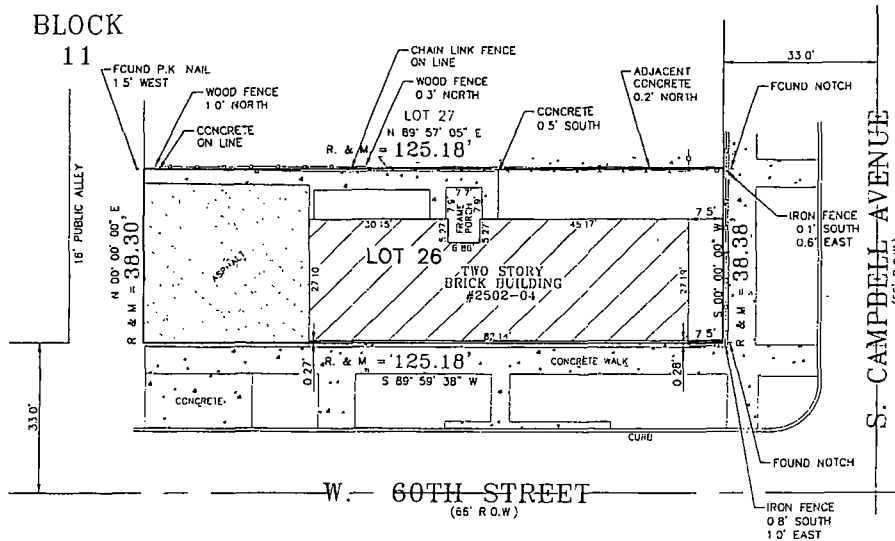 BLOCK
11
FOUND P.K NAIL
1 5' WEST
WOOD FENCE
1 0' NORTH
CONCRETE
ON LINE
CHAIN LINK FENCE
ON LINE
WOOD FENCE
0 3' NORTH
LOT 27
N 89° 57' 05" E
R. & M = 125.18'
CONCRETE
0.5' SOUTH
ADJACENT
CONCRETE
0.2' NORTH
33 0'
FOUND NOTCH
S. CAMPBELL AVENUE
IRON FENCE
0 1' SOUTH
0.6' EAST
16' PUBLIC ALLEY
N 00° 00' 00" E
R & M = 38.30
ASPHALT
7 7'
7.9'
7.9'
FRAME
PORCH
30 15'
5.27
5.27'
6 86'
45 17'
7 5'
LOT 26
TWO STORY
BRICK BUILDING
#2502-04
27 10
27 19'
S 00° 00' 00" W
R & M = 38.38'
87.14'
7 5'
R. & M = 125.18'
S 89° 59' 38" W
0.27'
0.28'
CONCRETE WALK
CONCRETE
33 0'
CURB
FOUND NOTCH
W. 60TH STREET
(66' R O.W)
IRON FENCE
0 8' SOUTH
1 0' EAST